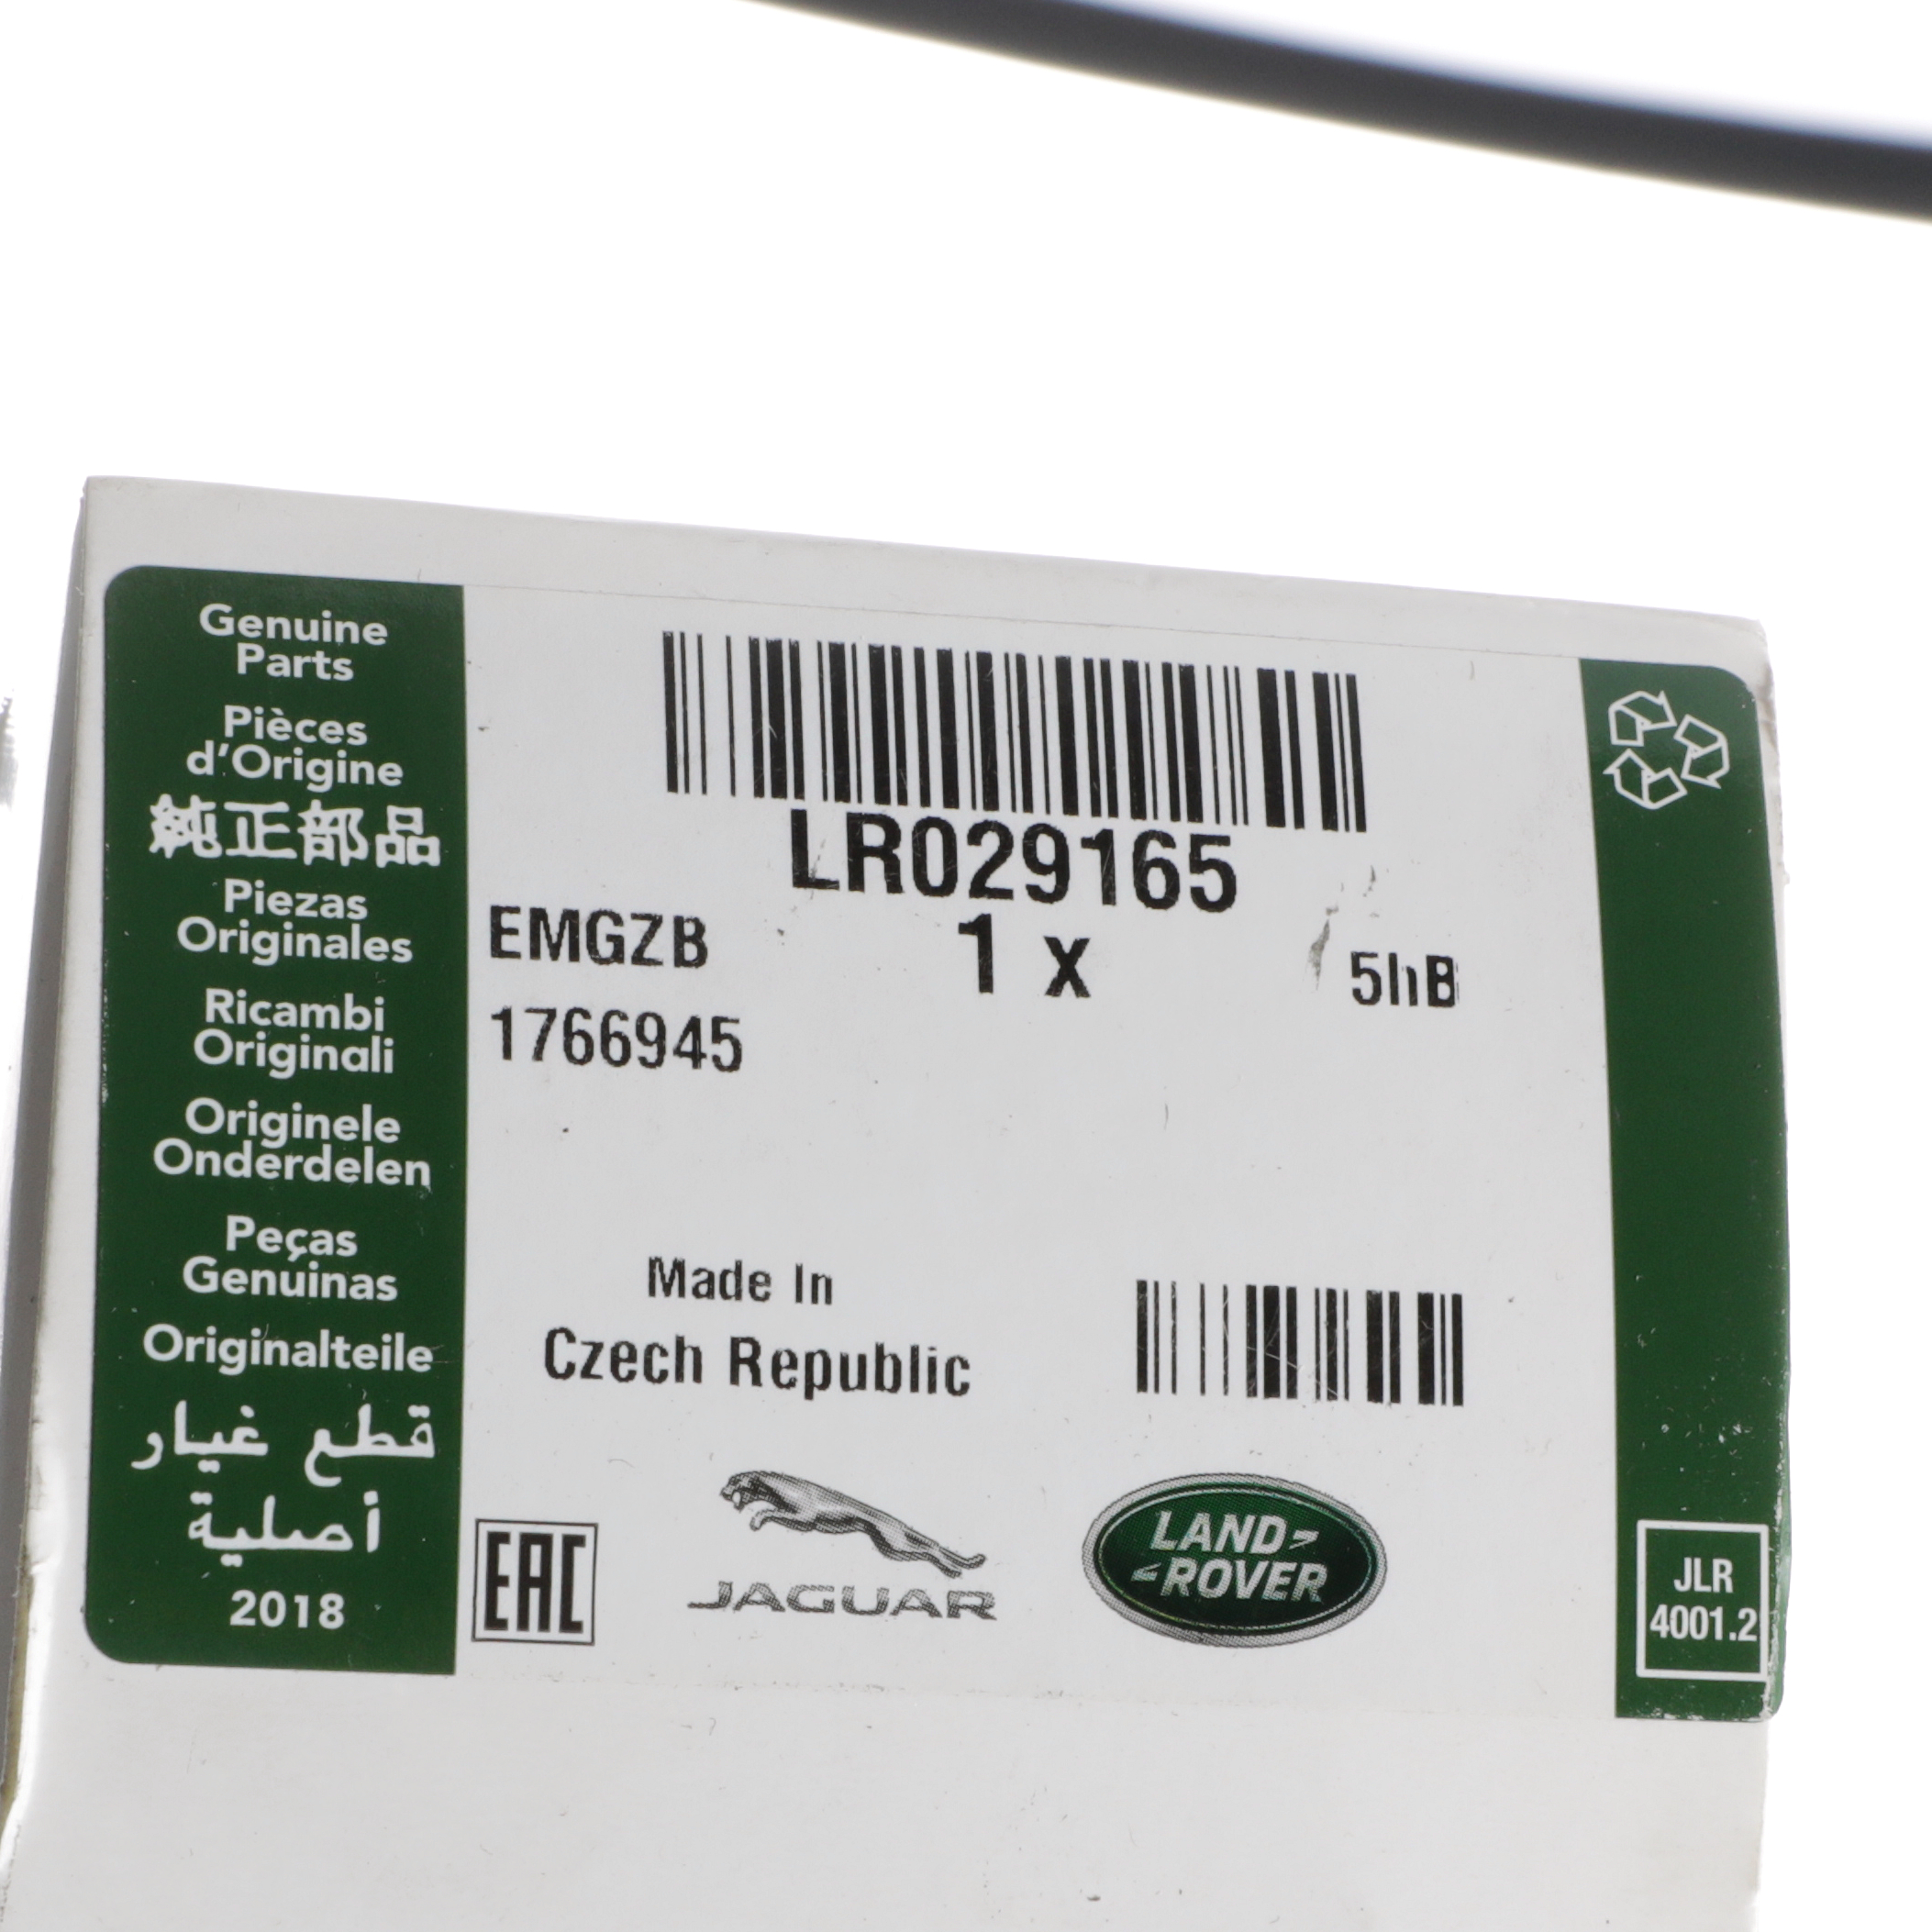 Genuine
Parts
Pièces
d'Origine
純正部品
Piezas
Originales
Ricambi
Originali
Originele
Onderdelen
Peças
Genuinas
Originalteile
قطع غيار
أصلية
2018
LR029165
EMGZB
1 x
1766945
Made In
Czech Republic
EAC
JAGUAR
LAND
ROVER
JLR
4001.2